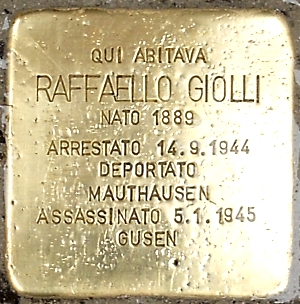 QUI ABITAVA
RAFFAELLO GIOLLI
NATO 1889
ARRESTATO 14.9.1944
DEPORTATO
MAUTHAUSEN
ASSASSINATO 5.1.1945
GUSEN